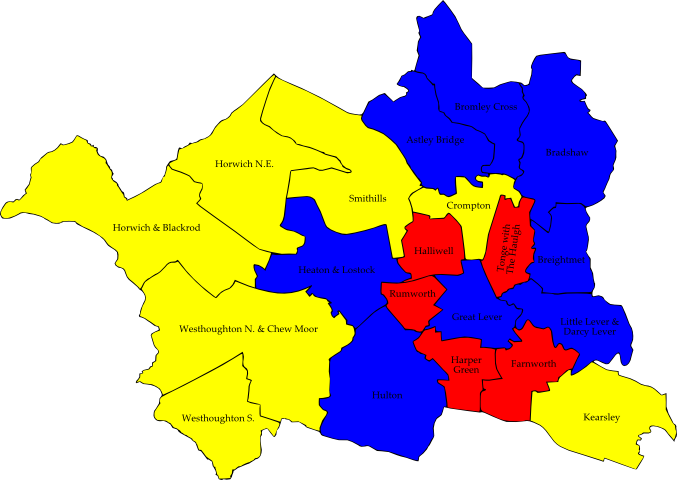 Bromley Cross
Astley Bridge
Bradshaw
Horwich N.E.
Smithills
Crompton
Horwich & Blackrod
Halliwell
Tonge with
The Haulgh
Breightmet
Heaton & Lostock
Rumworth
Great Lever
Little Lever &
Darcy Lever
Westhoughton N. & Chew Moor
Harper
Green
Farnworth
Hulton
Westhoughton S.
Kearsley